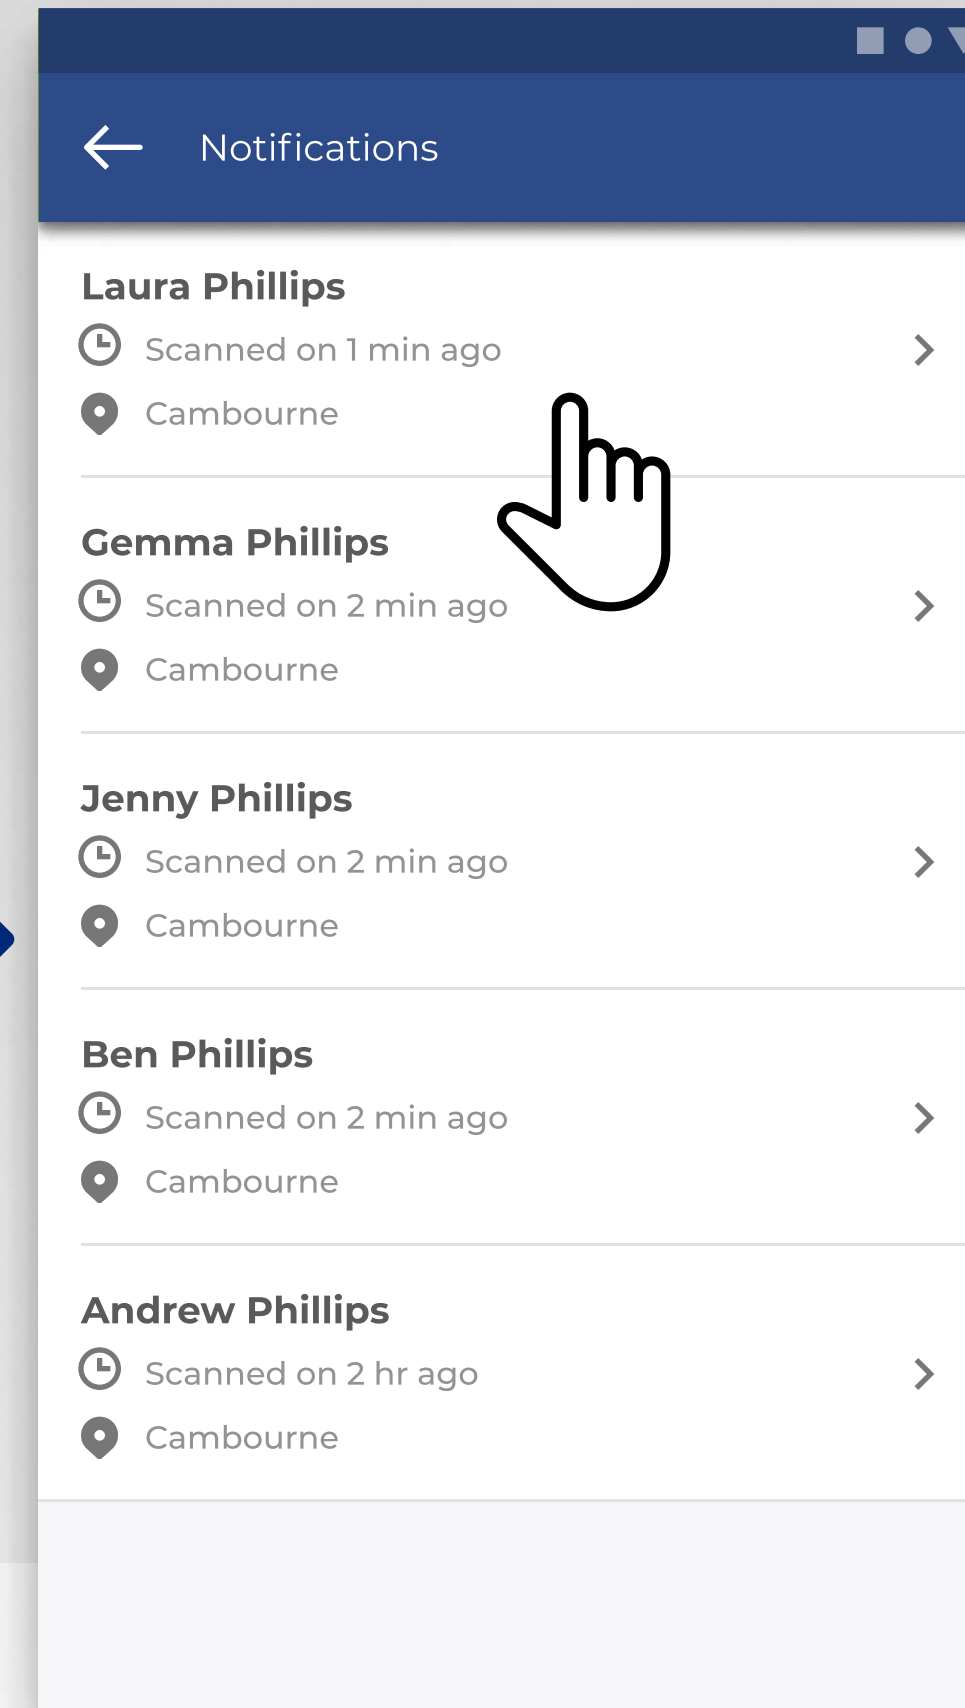 Notifications
Laura Phillips
Scanned on 1 min ago
Cambourne
Gemma Phillips
Scanned on 2 min ago
Cambourne
Jenny Phillips
Scanned on 2 min ago
Cambourne
Ben Phillips
Scanned on 2 min ago
Cambourne
Andrew Phillips
Scanned on 2 hr ago
Cambourne